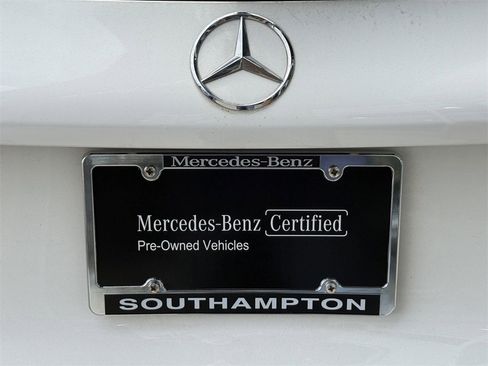 Mercedes-Benz
Mercedes-Benz Certified
Pre-Owned Vehicles
SOUTHAMPTON